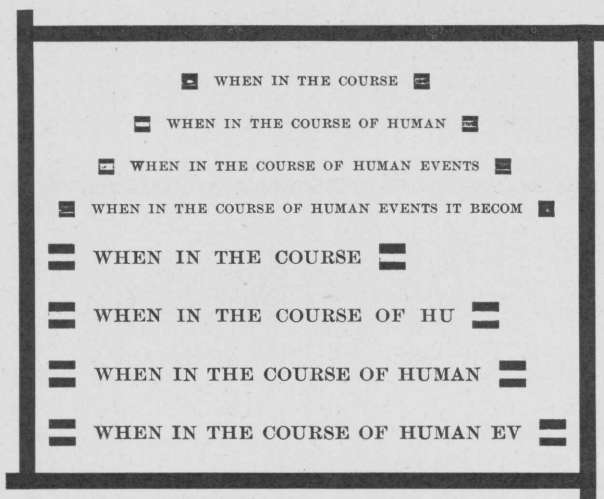 WHEN IN THE COURSE
WHEN IN THE COURSE OF HUMAN
WHEN IN THE COURSE OF HUMAN EVENTS
WHEN IN THE COURSE OF HUMAN EVENTS IT BECOM
WHEN IN THE COURSE
WHEN IN THE COURSE OF HU
WHEN IN THE COURSE OF HUMAN
WHEN IN THE COURSE OF HUMAN EV